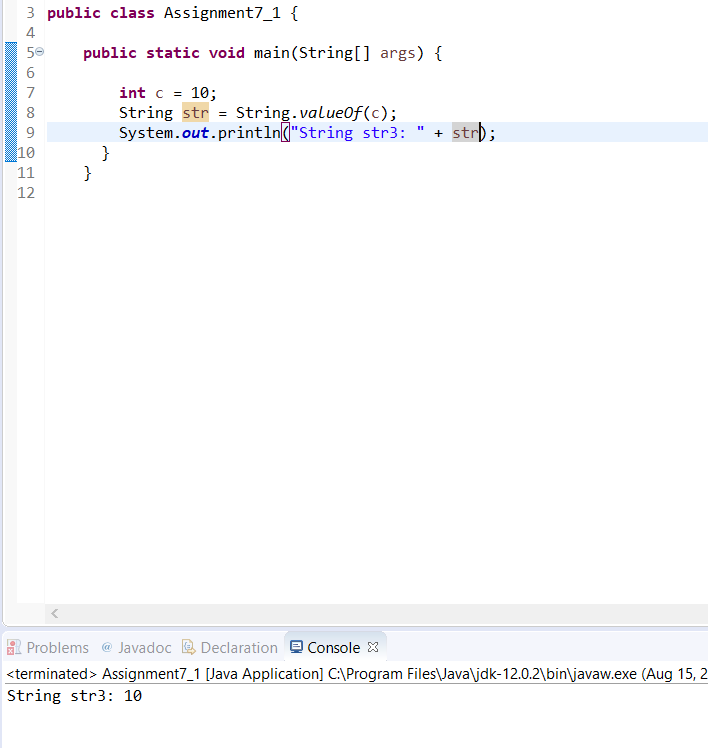 3 public class Assignment7_1 {
4
5 public static void main(String[] args) {
6
7 int c = 10;
8 String str = String.valueOf(c);
9 System.out.println("String str3: " + str);
10 }
11 }
12
Problems @ Javadoc Declaration Console
<terminated> Assignment7_1 [Java Application] C:\Program Files\Java\jdk-12.0.2\bin\javaw.exe (Aug 15, 2
String str3: 10